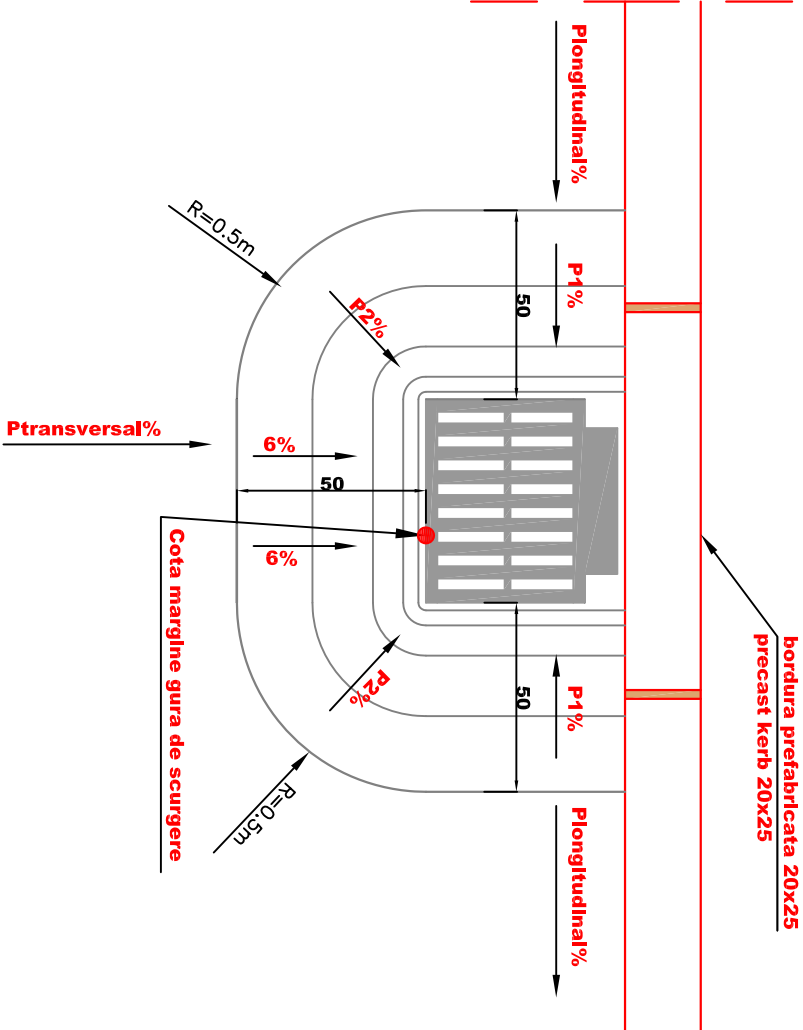 Plongitudinal%
R=0.5m
P1%
50
P2%
Ptransversal%
6%
50
6%
Cota margine gura de scurgere
bordura prefabricata 20x25
precast kerb 20x25
P2%
50
P1%
R=0.5m
Plongitudinal%